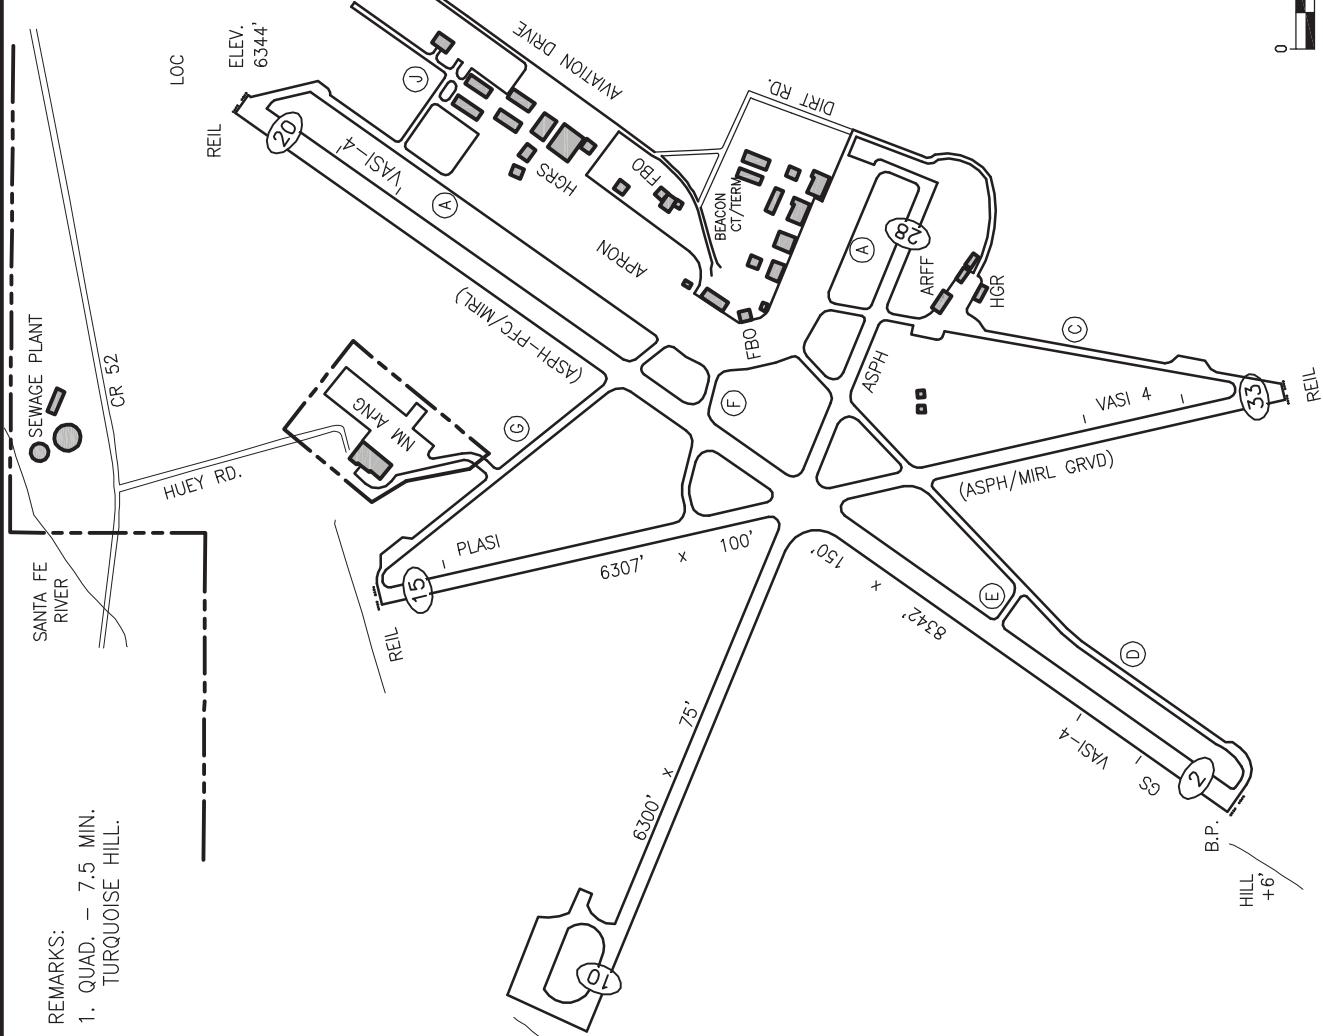 LOC
ELEV.
6344'
REIL
20
VASI-4'
A
J
AVIATION DRIVE
HGRS
FBO
APRON
DIRT RD.
BEACON
CT/TERM
FBO
A
28
ARFF
HGR
C
ASPH
F
VASI 4
33
REIL
(ASPH/MIRL GRVD)
(ASPH-PFC/MIRL)
NM ArNG
G
SEWAGE PLANT
CR 52
HUEY RD.
SANTA FE
RIVER
PLASI
15
REIL
6307' x 100'
150' x 8342'
E
D
VASI-4
GS
2
B.P.
HILL
+6'
6300' x 75'
10
REMARKS:
1. QUAD. - 7.5 MIN.
TURQUOISE HILL.
0